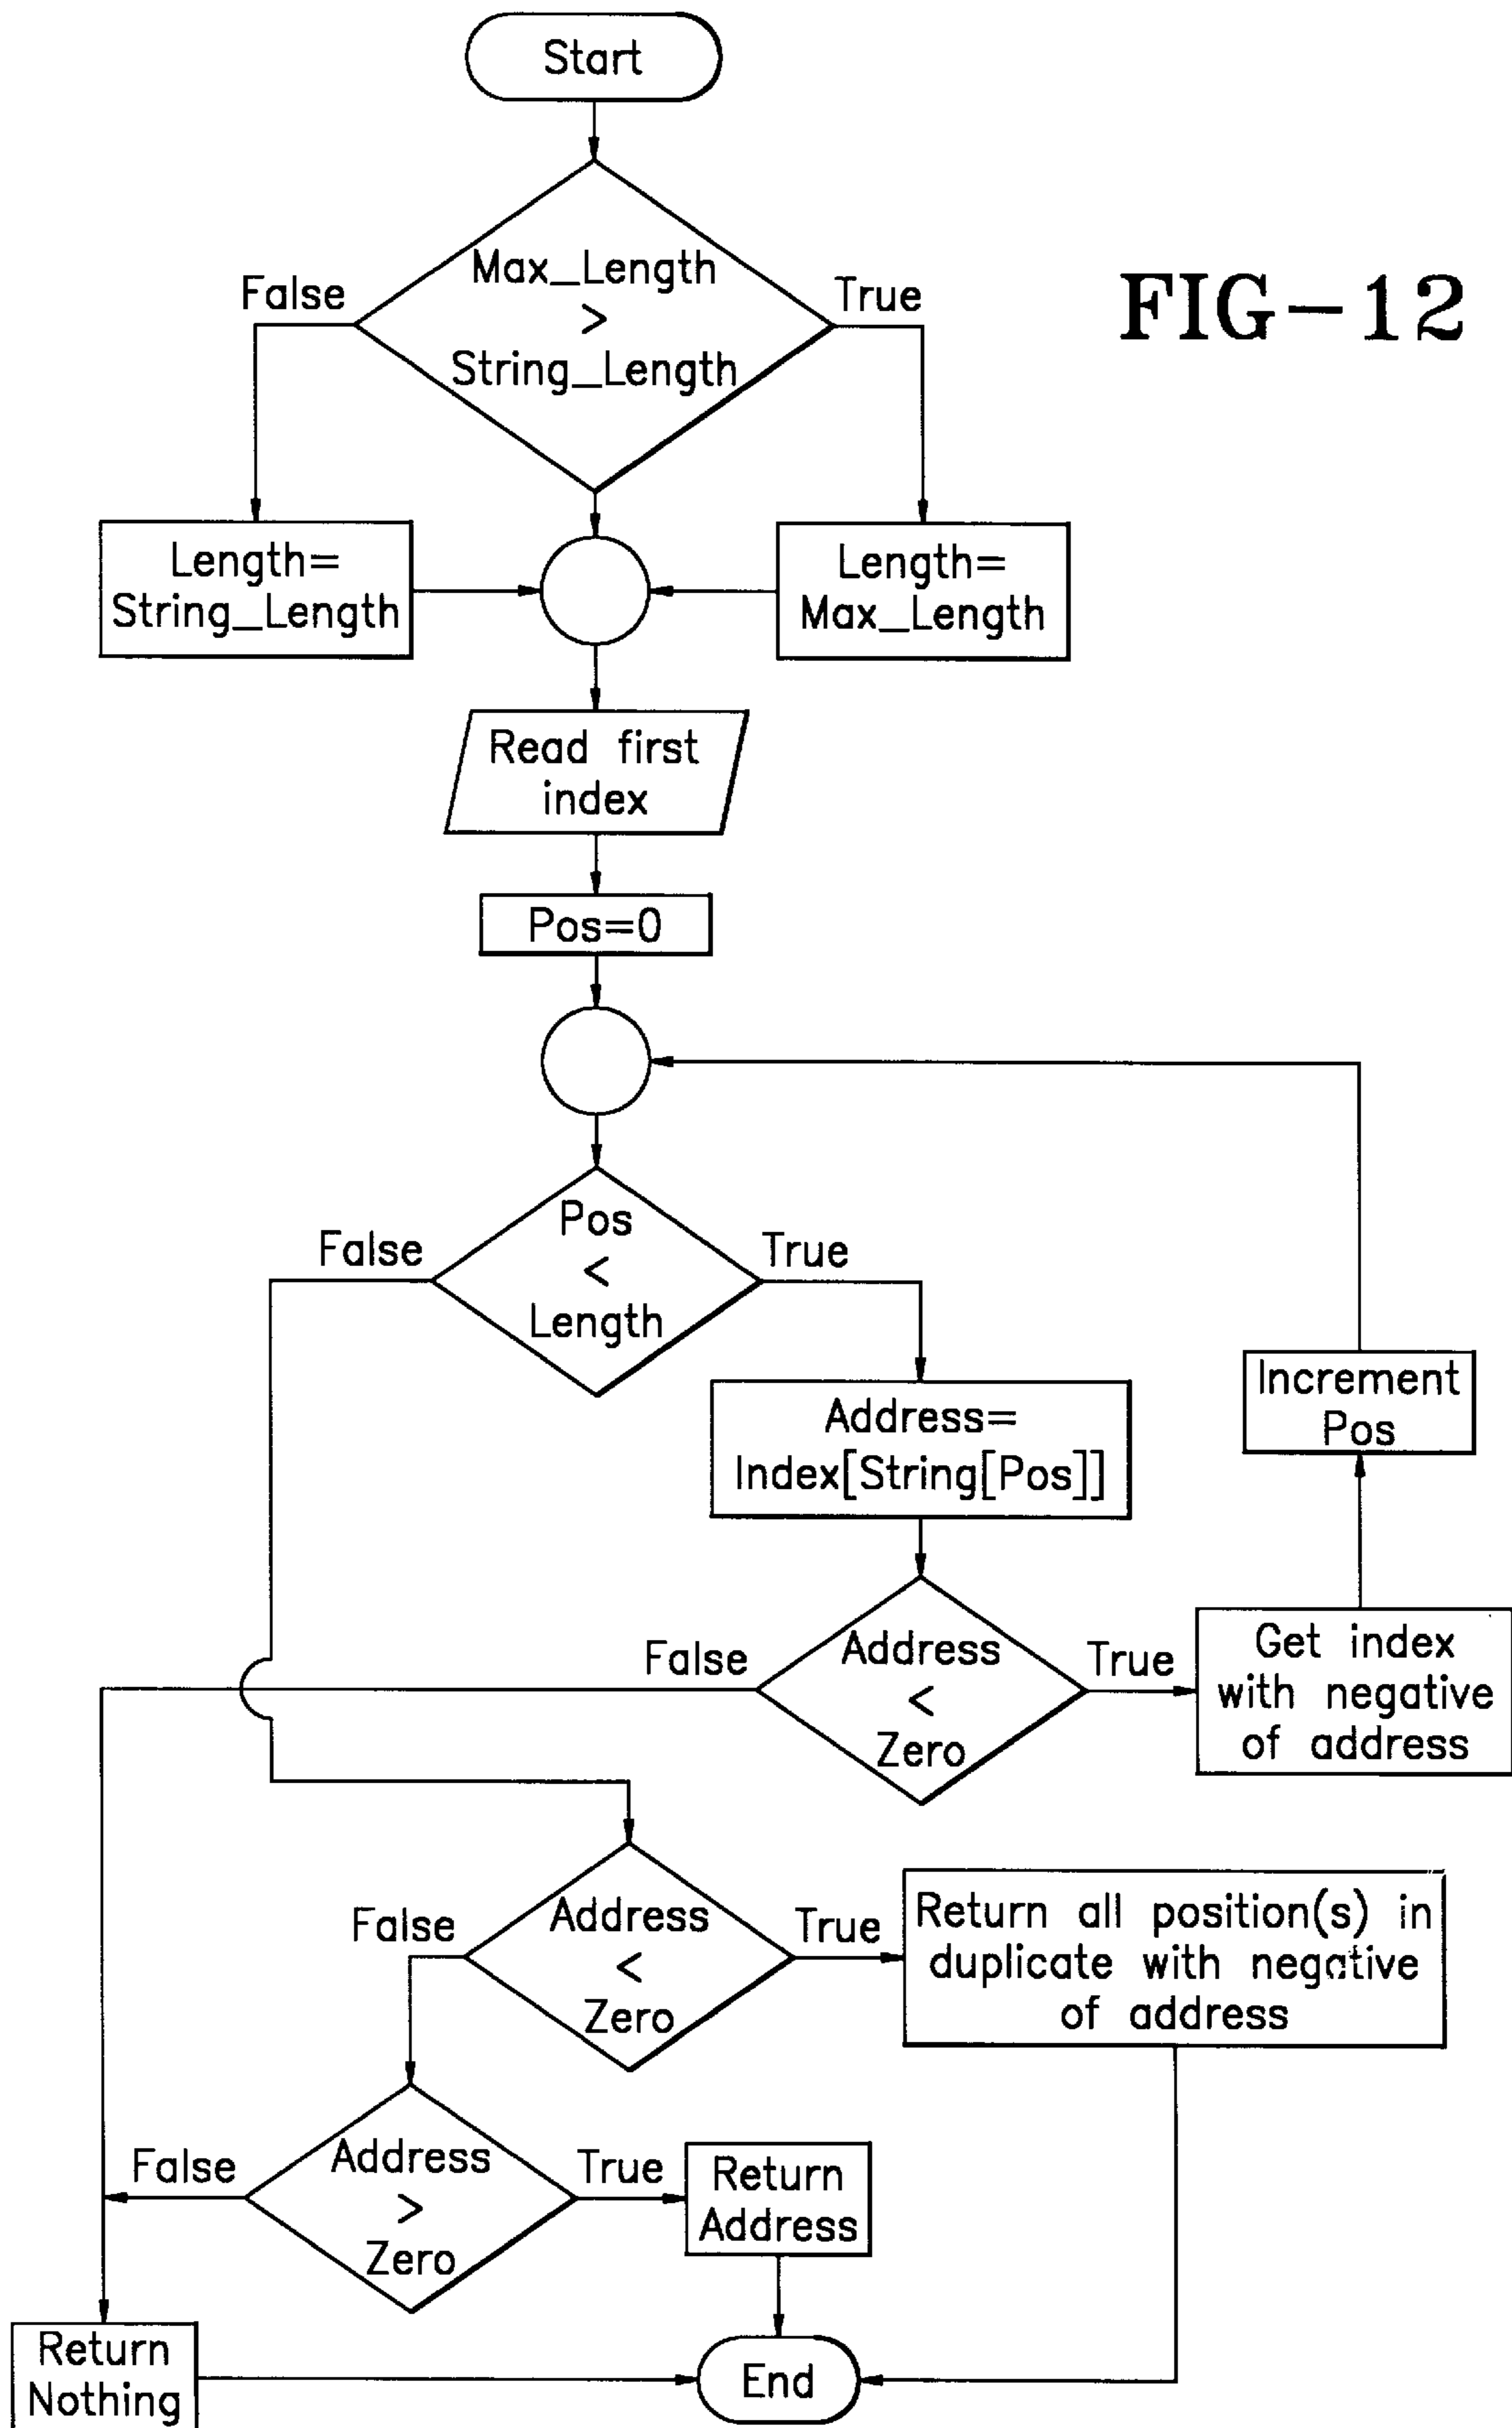 Start
FIG-12
Max_Length
>
String_Length
False
True
Length=
String_Length
Length=
Max_Length
Read first
index
Pos=0
Pos
<
Length
False
True
Address=
Index[String[Pos]]
Increment
Pos
Address
<
Zero
False
True
Get index
with negative
of address
Address
<
Zero
False
True
Return all position(s) in
duplicate with negative
of address
Address
>
Zero
False
True
Return
Address
Return
Nothing
End